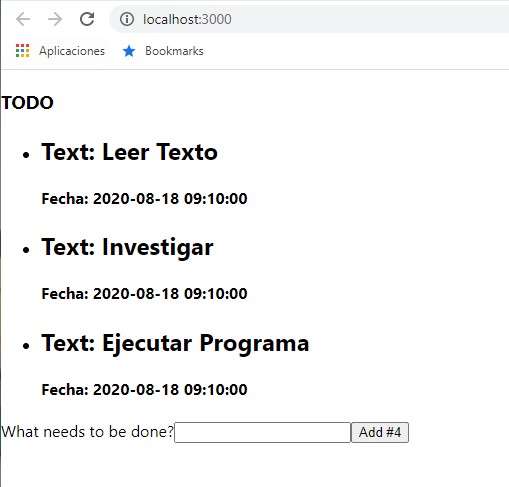 localhost:3000
Aplicaciones Bookmarks
TODO
Text: Leer Texto
Fecha: 2020-08-18 09:10:00
Text: Investigar
Fecha: 2020-08-18 09:10:00
Text: Ejecutar Programa
Fecha: 2020-08-18 09:10:00
What needs to be done? Add #4